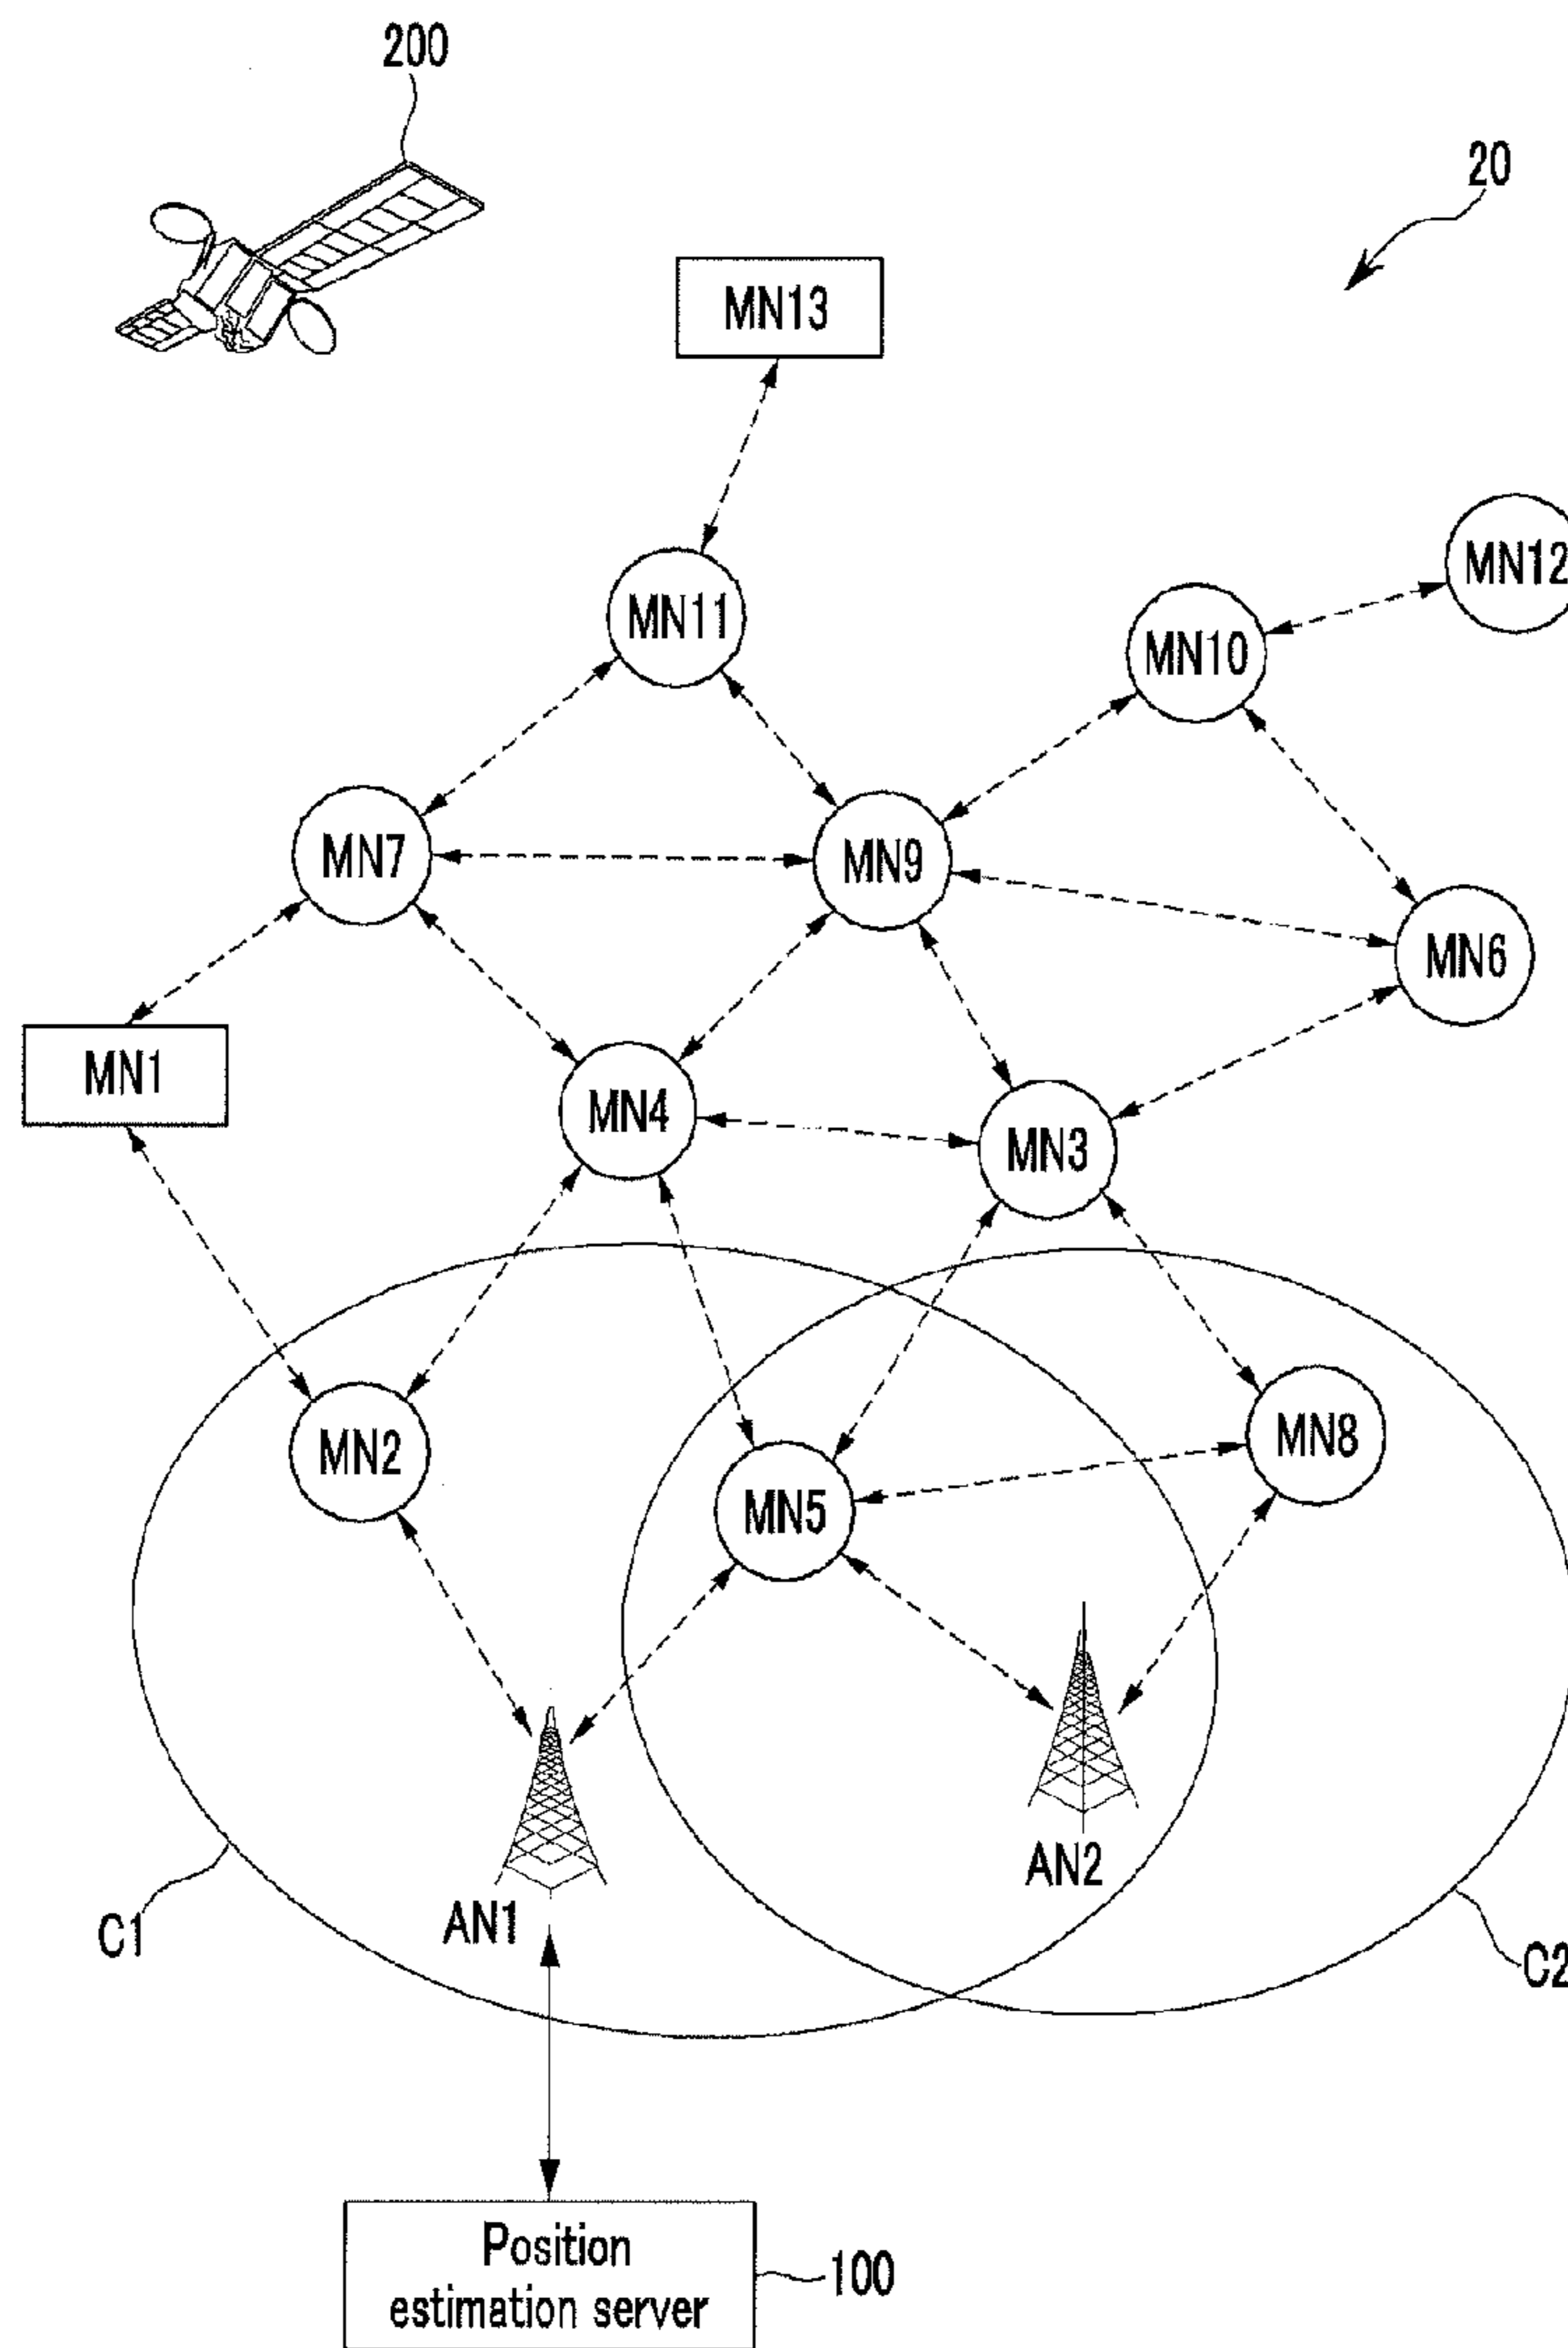 200
20
MN13
MN12
MN11
MN10
MN7
MN9
MN6
MN1
MN4
MN3
MN2
MN8
MN5
AN2
AN1
C1
C2
Position
estimation server
100